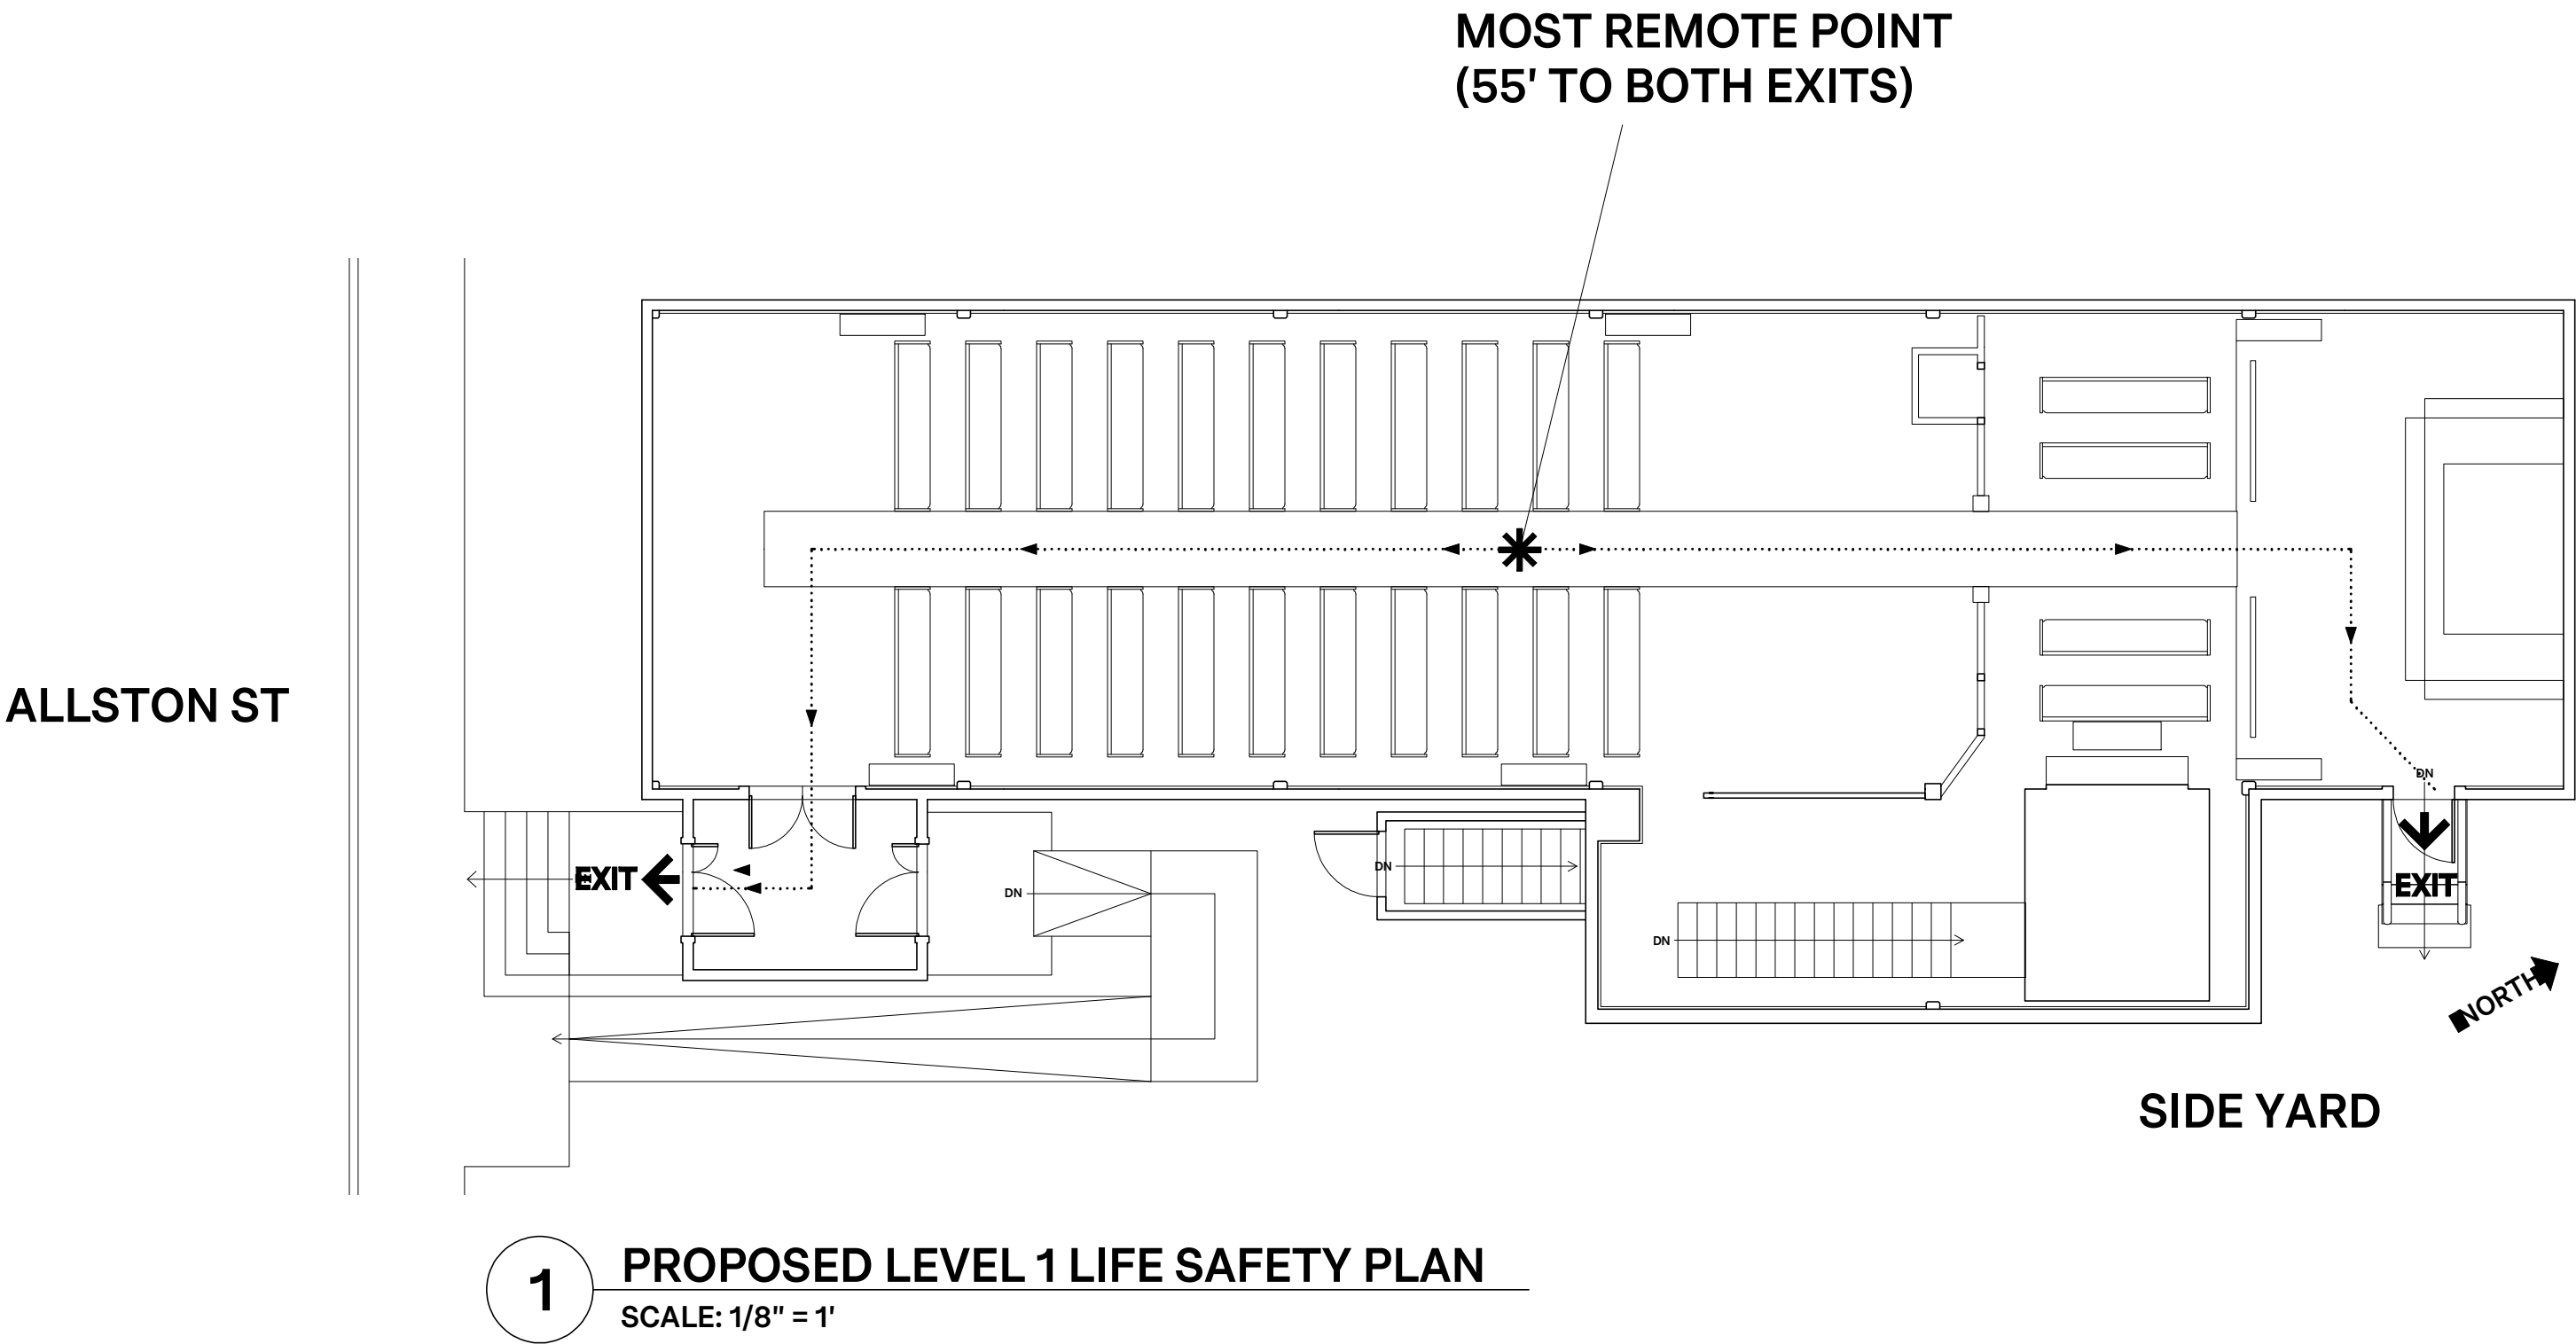 MOST REMOTE POINT
(55' TO BOTH EXITS)
ALLSTON ST
DN
EXIT
DN
DN
DN
EXIT
NORTH
SIDE YARD
1
PROPOSED LEVEL 1 LIFE SAFETY PLAN
SCALE: 1/8" = 1'